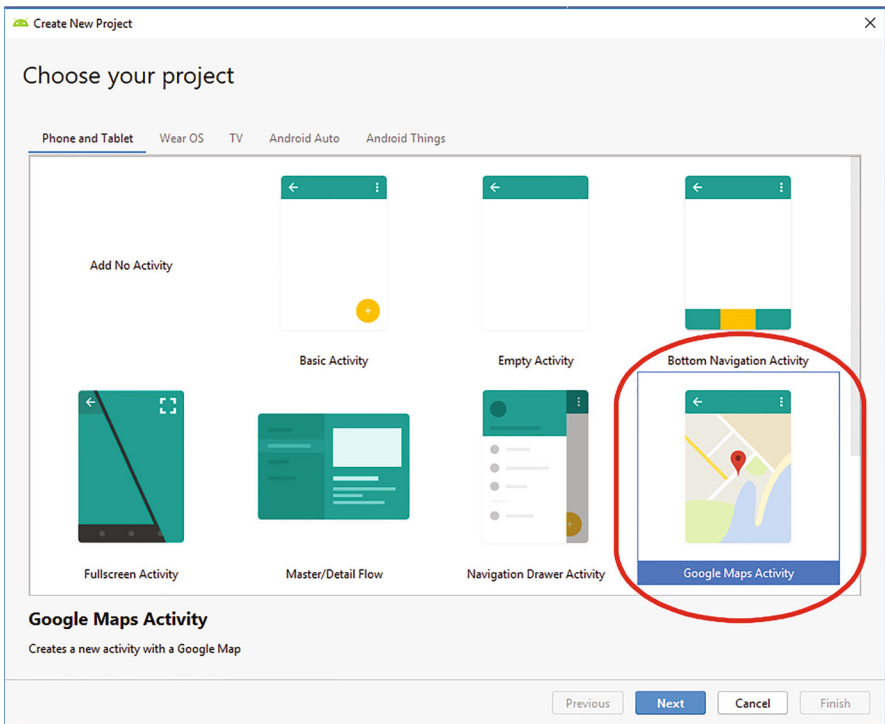 Create New Project
Choose your project
Phone and Tablet Wear OS TV Android Auto Android Things
Add No Activity
Basic Activity
Empty Activity
Bottom Navigation Activity
Fullscreen Activity
Master/Detail Flow
Navigation Drawer Activity
Google Maps Activity
Google Maps Activity
Creates a new activity with a Google Map
Previous Next Cancel Finish